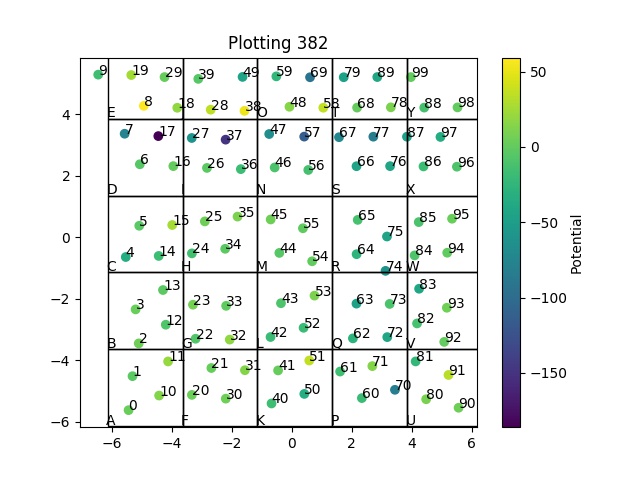 Plotting 382
9 19 29 39 49 59 69 79 89 99
8 18 28 38 48 58 68 78 88 98
E O T Y
7 17 27 37 47 57 67 77 87 97
6 16 26 36 46 56 66 76 86 96
D I N S X
5 15 25 35 45 55 65 75 85 95
4 14 24 34 44 54 64 74 84 94
C H M R W
3 13 23 33 43 53 63 73 83 93
2 12 22 32 42 52 62 72 82 92
B G L Q V
1 11 21 31 41 51 61 71 81 91
0 10 20 30 40 50 60 70 80 90
A F K P U
−6 −4 −2 0 2 4 6
4
2
0
−2
−4
−6
50
0
−50
−100
−150
Potential